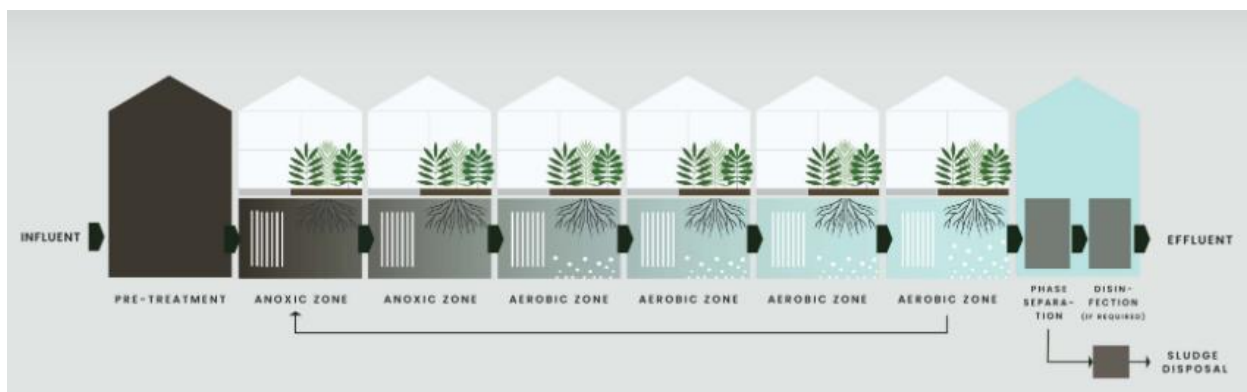 INFLUENT
EFFLUENT
PRE-TREATMENT
ANOXIC ZONE
ANOXIC ZONE
AEROBIC ZONE
AEROBIC ZONE
AEROBIC ZONE
AEROBIC ZONE
PHASE
SEPARA-
TION
DISIN-
FECTION
(IF REQUIRED)
SLUDGE
DISPOSAL